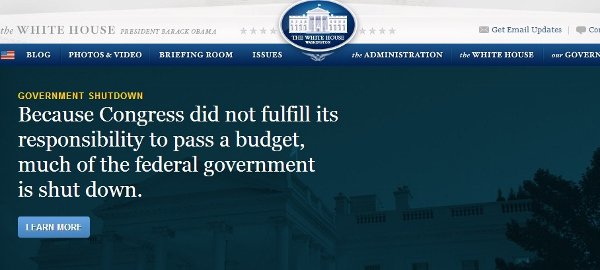 the WHITE HOUSE PRESIDENT BARACK OBAMA
THE WHITE HOUSE
WASHINGTON
Get Email Updates | Con
BLOG PHOTOS & VIDEO BRIEFING ROOM ISSUES the ADMINISTRATION the WHITE HOUSE our GOVERN
GOVERNMENT SHUTDOWN
Because Congress did not fulfill its
responsibility to pass a budget,
much of the federal government
is shut down.
LEARN MORE